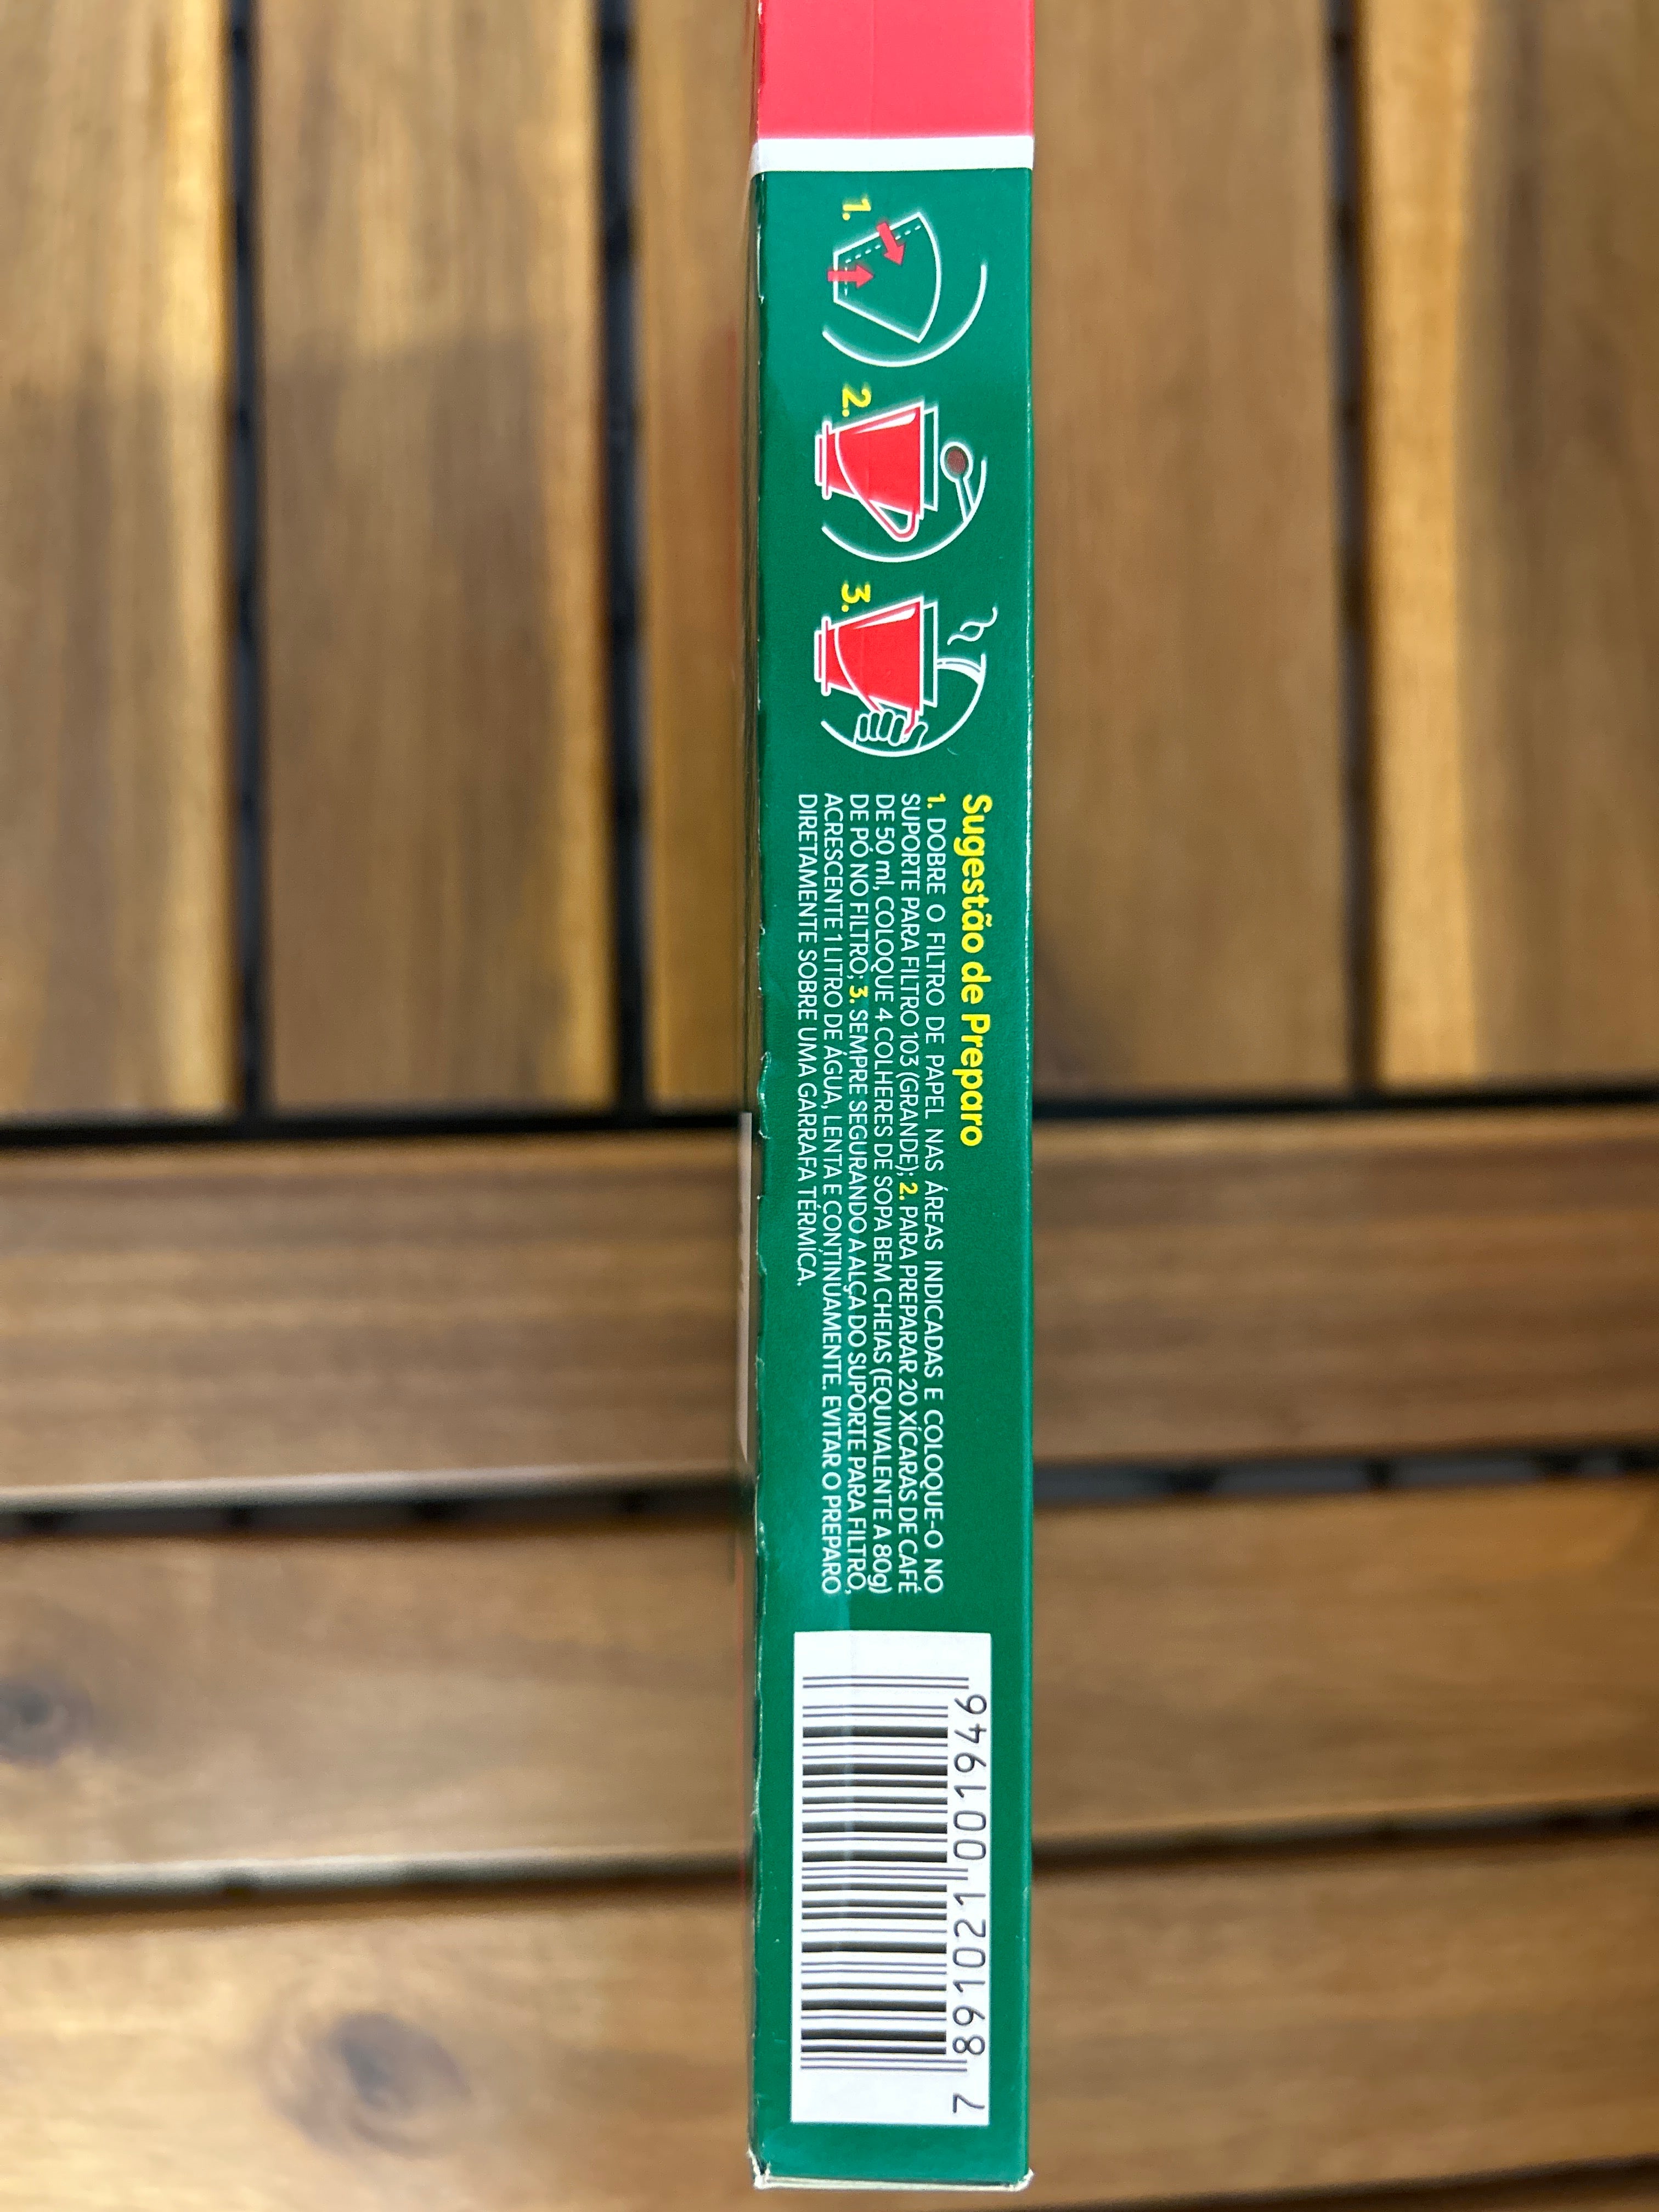 1.
2.
3.
Sugestão de Preparo
1. DOBRE O FILTRO DE PAPEL NAS ÁREAS INDICADAS E COLOQUE-O NO
SUPORTE PARA FILTRO 103 (GRANDE); 2. PARA PREPARAR 20 XÍCARAS DE CAFÉ
DE 50 ml, COLOQUE 4 COLHERES DE SOPA BEM CHEIAS (EQUIVALENTE A 80g)
DE PÓ NO FILTRO; 3. SEMPRE SEGURANDO A ALÇA DO SUPORTE PARA FILTRO,
ACRESCENTE 1 LITRO DE ÁGUA, LENTA E CONTINUAMENTE. EVITAR O PREPARO
DIRETAMENTE SOBRE UMA GARRAFA TÉRMICA.
7 891021 001946